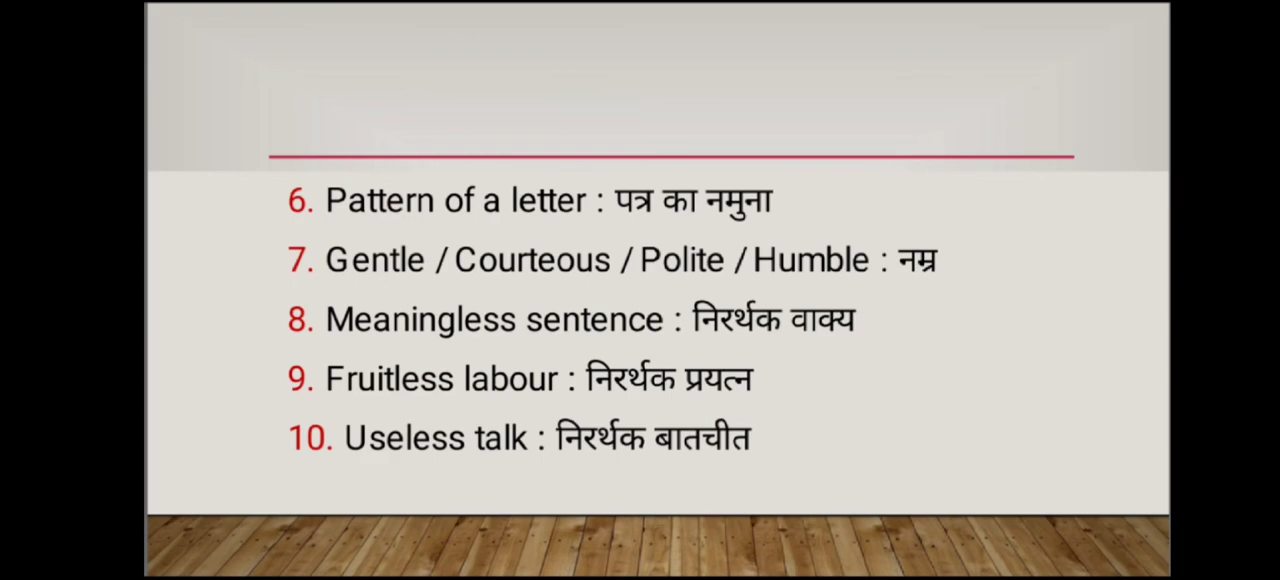 6. Pattern of a letter : पत्र का नमुना
7. Gentle / Courteous / Polite / Humble : नम्र
8. Meaningless sentence : निरर्थक वाक्य
9. Fruitless labour : निरर्थक प्रयत्न
10. Useless talk : निरर्थक बातचीत